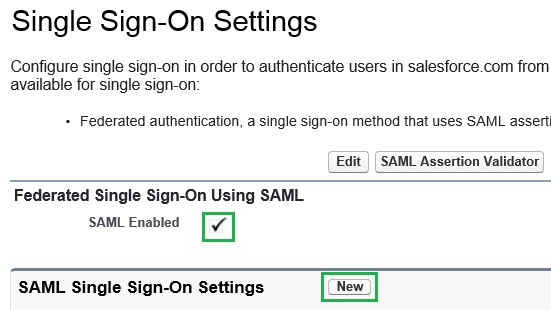 Single Sign-On Settings
Configure single sign-on in order to authenticate users in salesforce.com from
available for single sign-on:
• Federated authentication, a single sign-on method that uses SAML asserti
Edit SAML Assertion Validator
Federated Single Sign-On Using SAML
SAML Enabled
SAML Single Sign-On Settings New